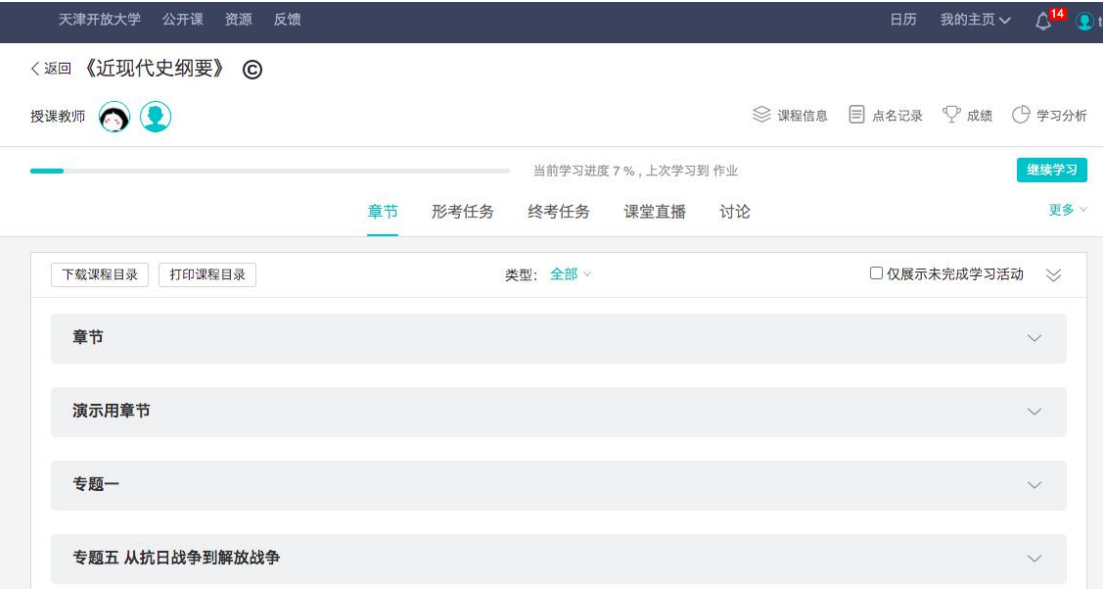 天津开放大学 公开课 资源 反馈 日历 我的主页 14 t
返回 《近现代史纲要》 ©
授课教师 课程信息 点名记录 成绩 学习分析
当前学习进度 7 % , 上次学习到 作业 继续学习
章节 形考任务 终考任务 课堂直播 讨论 更多
下载课程目录 打印课程目录 类型: 全部 仅展示未完成学习活动
章节
演示用章节
专题一
专题五 从抗日战争到解放战争